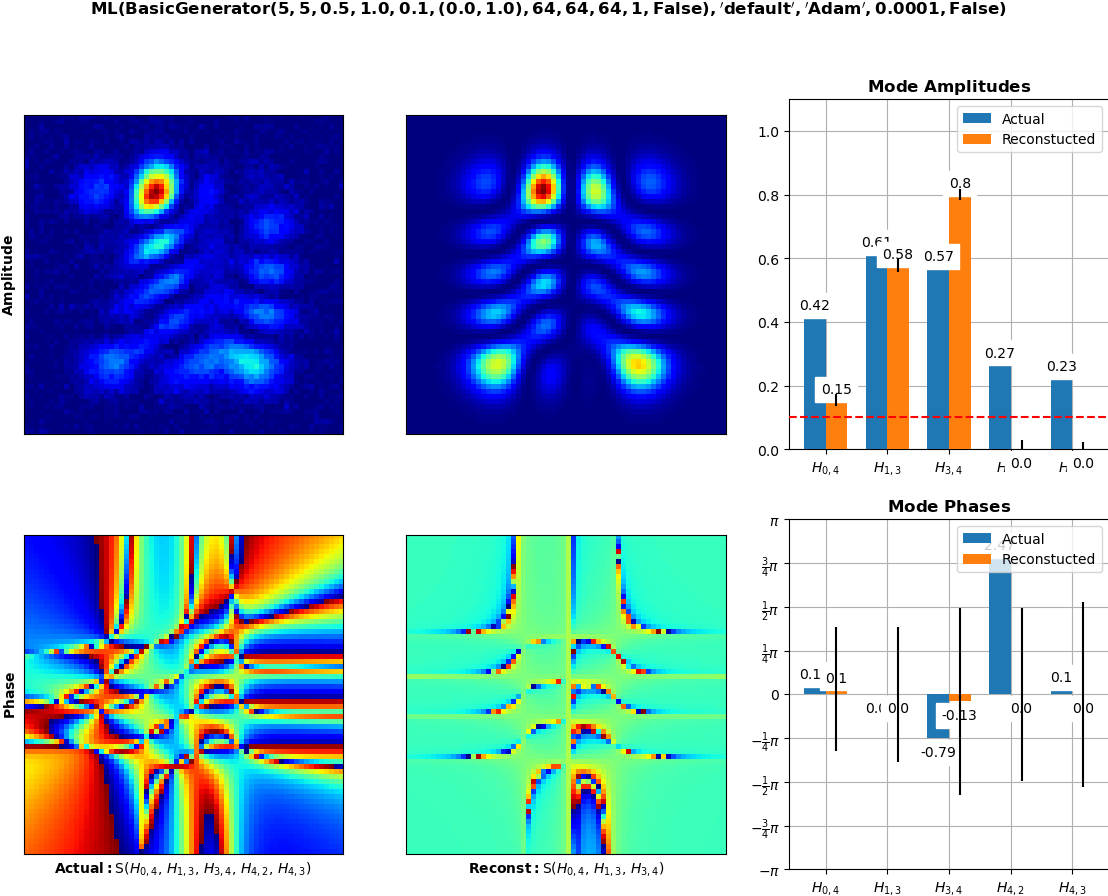 ML(BasicGenerator(5, 5, 0.5, 1.0, 0.1, (0.0, 1.0), 64, 64, 64, 1, False), ′default′, ′Adam′, 0.0001, False)
Mode Amplitudes
Amplitude
Actual
Reconstucted
1.0
0.8
0.6
0.4
0.2
0.0
0.42
0.15
0.61
0.58
0.57
0.8
0.27
0.0
0.23
0.0
H0,4
H1,3
H3,4
Mode Phases
Phase
Actual
Reconstucted
π
3/4π
1/2π
1/4π
0
−1/4π
−1/2π
−3/4π
−π
0.1
0.1
0.0
-0.79
-0.13
2.47
0.0
0.1
0.0
H0,4
H1,3
H3,4
H4,2
H4,3
Actual: S(H0,4, H1,3, H3,4, H4,2, H4,3)
Reconst: S(H0,4, H1,3, H3,4)